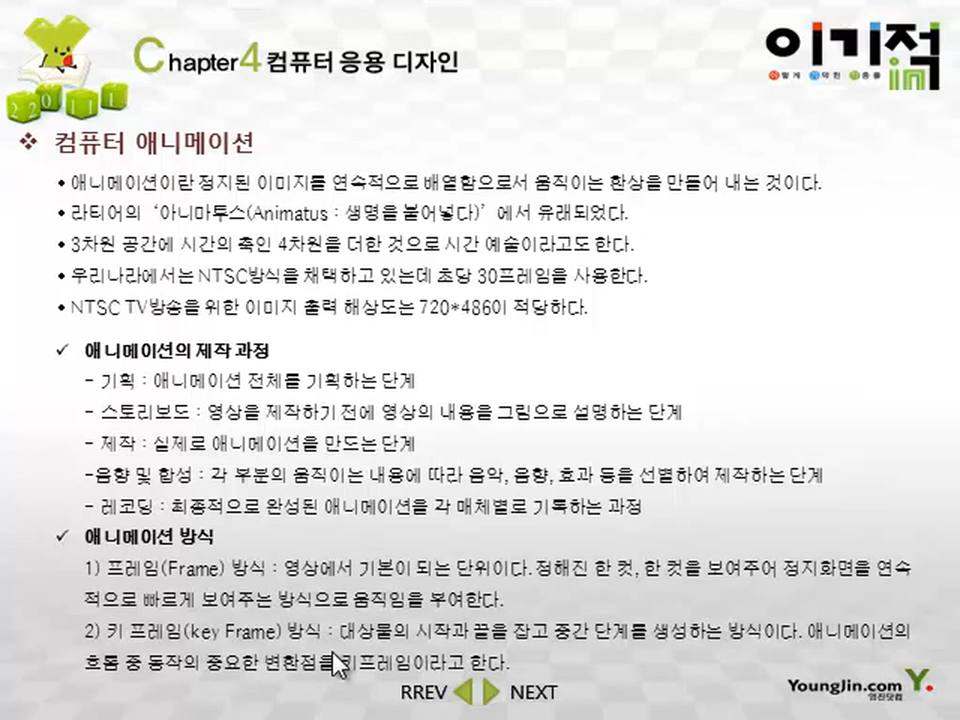 Chapter4 컴퓨터 응용 디자인
이기적 in
이렇게 기막힌 적중률
2011
❖ 컴퓨터 애니메이션
• 애니메이션이란 정지된 이미지를 연속적으로 배열함으로서 움직이는 환상을 만들어 내는 것이다.
• 라티어의 ‘아니마투스(Animatus : 생명을 불어넣다)’에서 유래되었다.
• 3차원 공간에 시간의 축인 4차원을 더한 것으로 시간 예술이라고도 한다.
• 우리나라에서는 NTSC방식을 채택하고 있는데 초당 30프레임을 사용한다.
• NTSC TV방송을 위한 이미지 출력 해상도는 720*486이 적당하다.
✓ 애니메이션의 제작 과정
- 기획 : 애니메이션 전체를 기획하는 단계
- 스토리보드 : 영상을 제작하기 전에 영상의 내용을 그림으로 설명하는 단계
- 제작 : 실제로 애니메이션을 만드는 단계
-음향 및 합성 : 각 부분의 움직이는 내용에 따라 음악, 음향, 효과 등을 선별하여 제작하는 단계
- 레코딩 : 최종적으로 완성된 애니메이션을 각 매체별로 기록하는 과정
✓ 애니메이션 방식
1) 프레임(Frame) 방식 : 영상에서 기본이 되는 단위이다. 정해진 한 컷, 한 컷을 보여주어 정지화면을 연속
적으로 빠르게 보여주는 방식으로 움직임을 부여한다.
2) 키 프레임(key Frame) 방식 : 대상물의 시작과 끝을 잡고 중간 단계를 생성하는 방식이다. 애니메이션의
흐름 중 동작의 중요한 변환점을 키프레임이라고 한다.
RREV NEXT
YoungJin.com Y.
영진닷컴